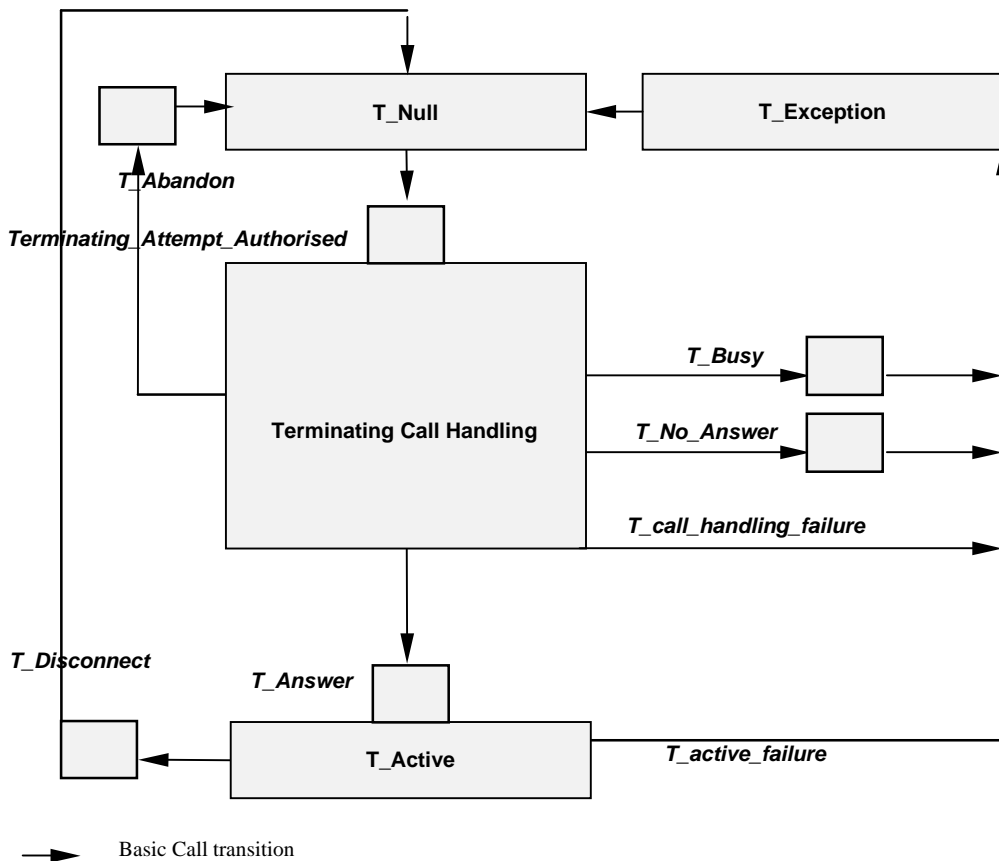 T_Null
T_Exception
T_Abandon
Terminating_Attempt_Authorised
T_Busy
Terminating Call Handling
T_No_Answer
T_call_handling_failure
T_Disconnect
T_Answer
T_Active
T_active_failure
Basic Call transition